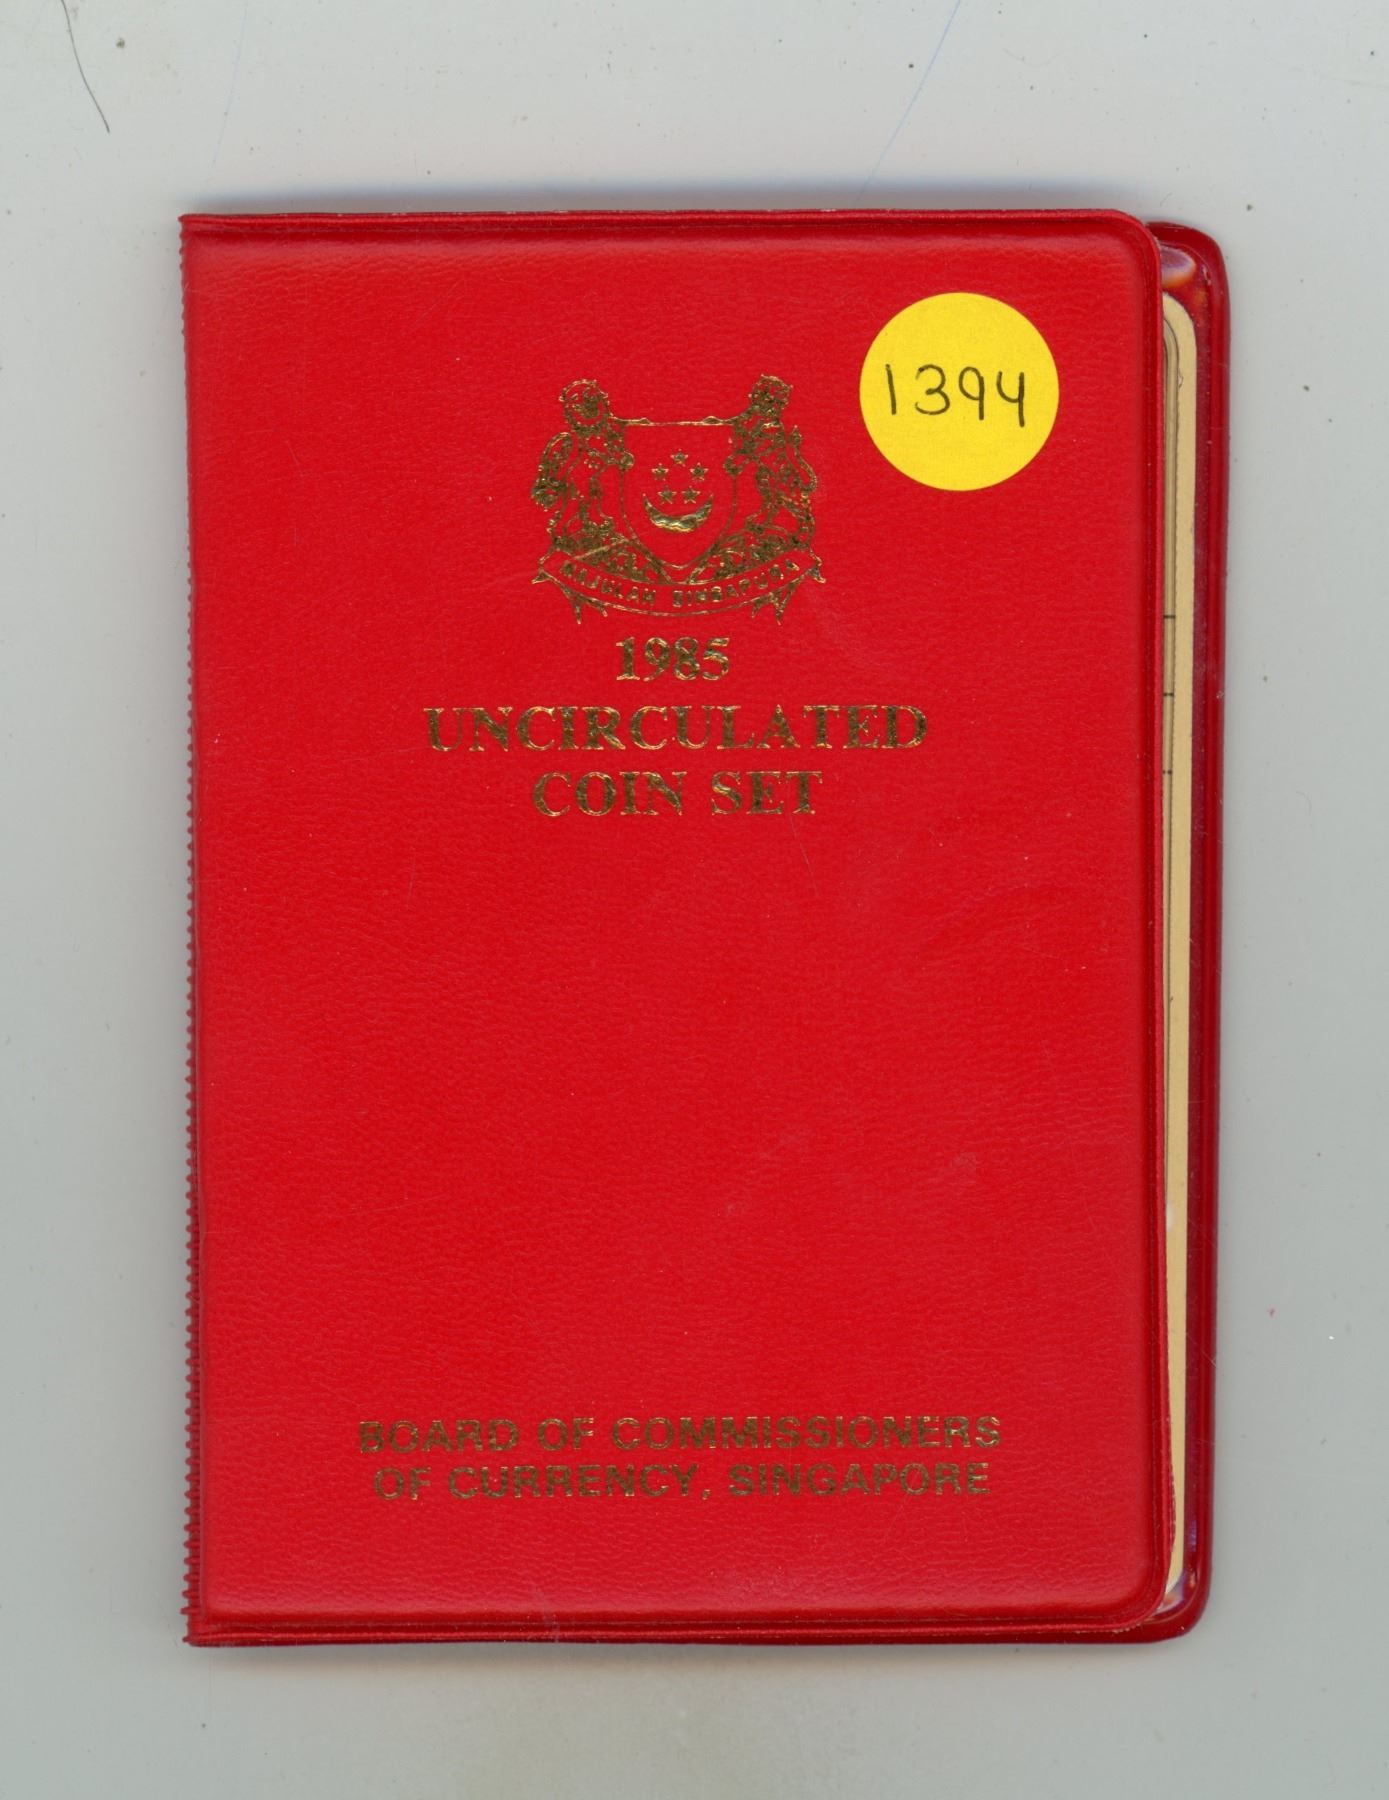 1394
MAJULAH SINGAPURA
1985
UNCIRCULATED
COIN SET
BOARD OF COMMISSIONERS
OF CURRENCY, SINGAPORE